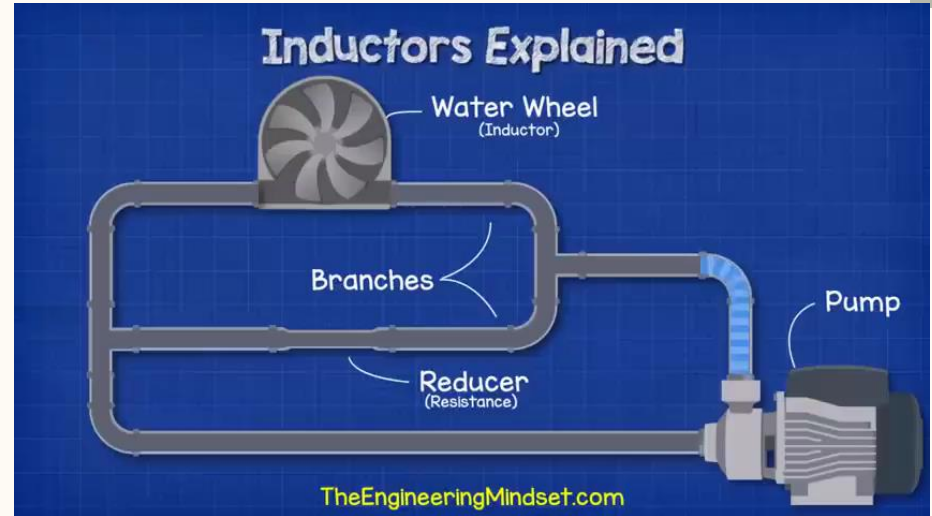 Inductors Explained
Water Wheel
(Inductor)
Branches
Pump
Reducer
(Resistance)
TheEngineeringMindset.com